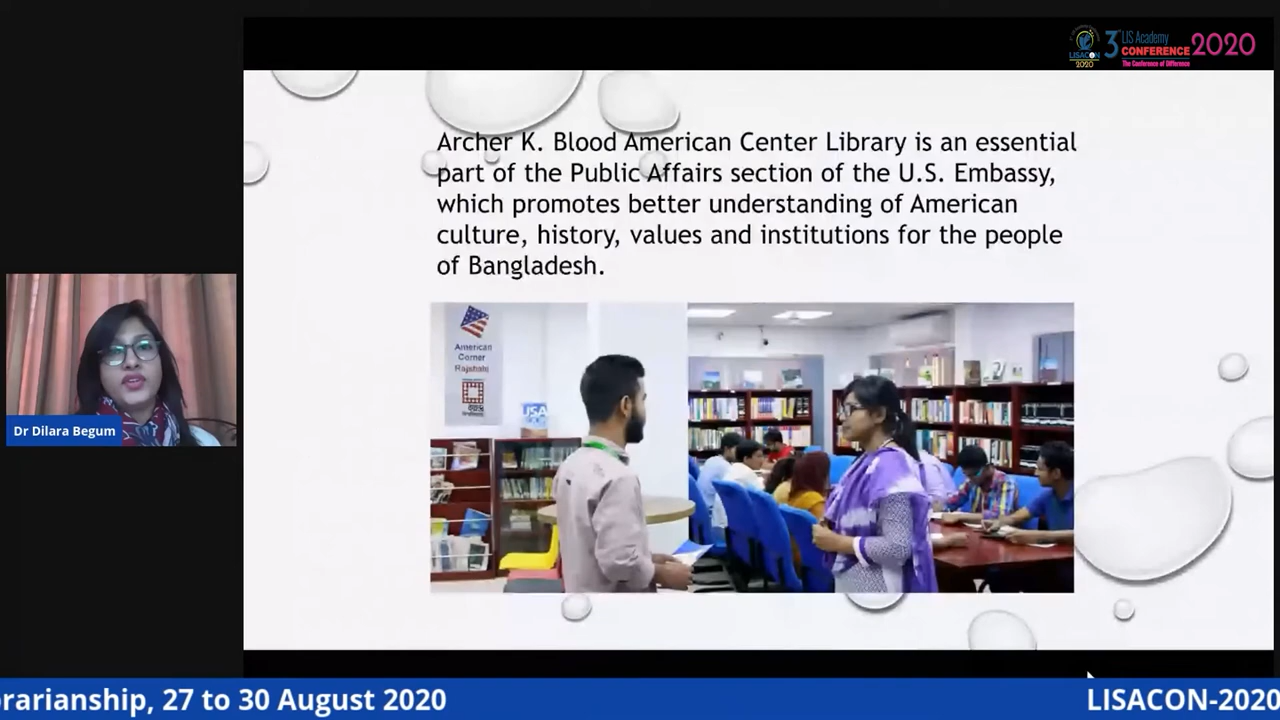 3rd LIS Academy
CONFERENCE 2020
The Conference of Difference
LISACON
2020
Archer K. Blood American Center Library is an essential
part of the Public Affairs section of the U.S. Embassy,
which promotes better understanding of American
culture, history, values and institutions for the people
of Bangladesh.
American
Corner
Rajshahi
USA
Dr Dilara Begum
rarianship, 27 to 30 August 2020
LISACON-2020